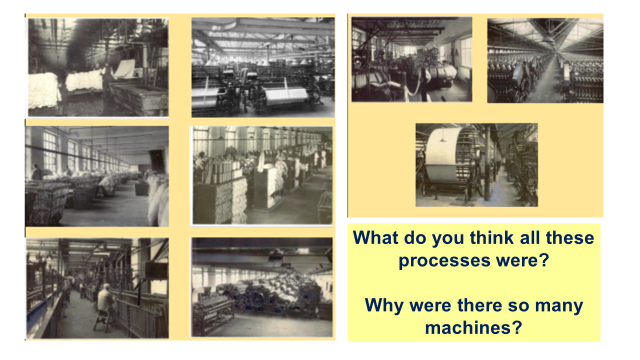 What do you think all these
processes were?
Why were there so many
machines?